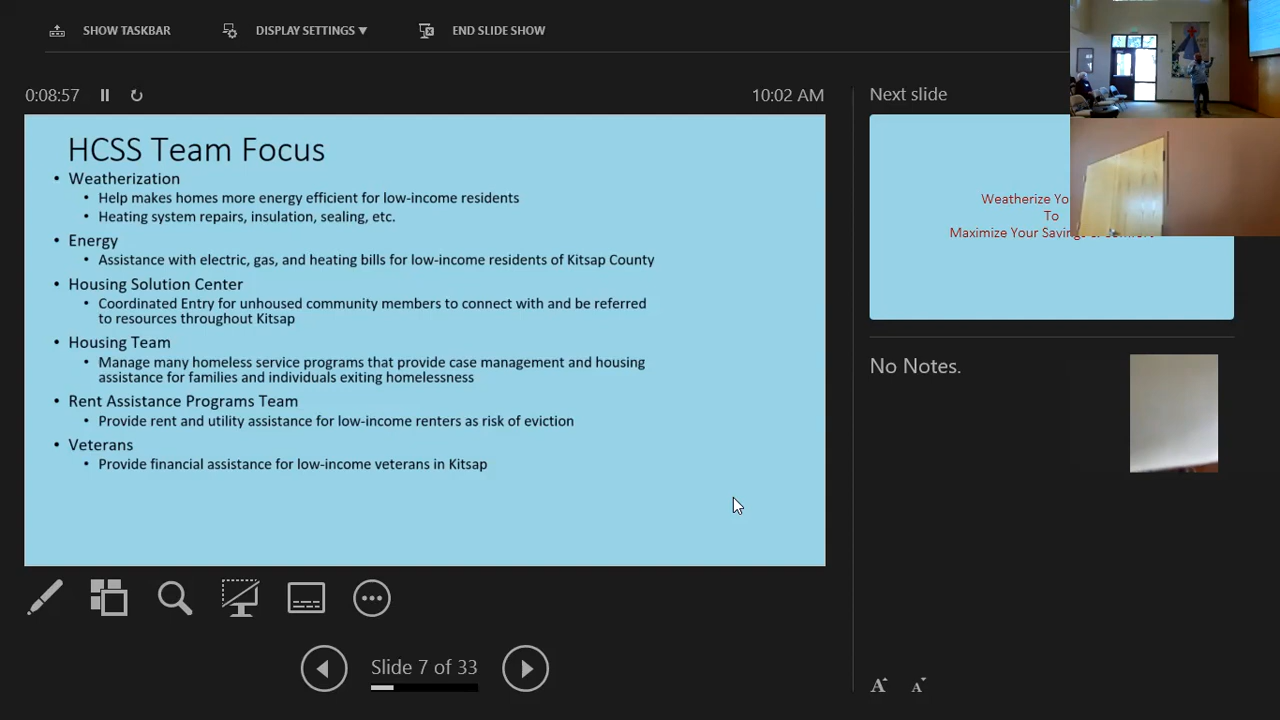 SHOW TASKBAR
DISPLAY SETTINGS ▼
END SLIDE SHOW
0:08:57
10:02 AM
HCSS Team Focus
• Weatherization
• Help makes homes more energy efficient for low-income residents
• Heating system repairs, insulation, sealing, etc.
• Energy
• Assistance with electric, gas, and heating bills for low-income residents of Kitsap County
• Housing Solution Center
• Coordinated Entry for unhoused community members to connect with and be referred
to resources throughout Kitsap
• Housing Team
• Manage many homeless service programs that provide case management and housing
assistance for families and individuals exiting homelessness
• Rent Assistance Programs Team
• Provide rent and utility assistance for low-income renters as risk of eviction
• Veterans
• Provide financial assistance for low-income veterans in Kitsap
Slide 7 of 33
Next slide
Weatherize
To
Maximize Your
No Notes.
A A